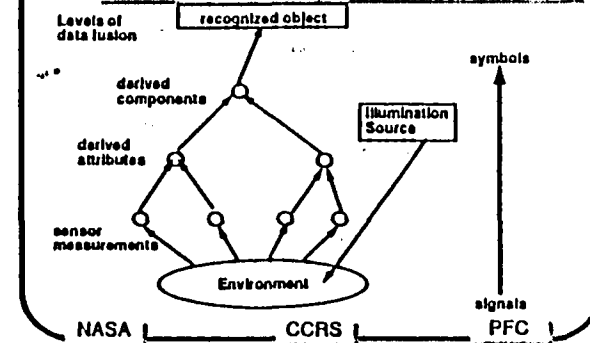 Levels of
data fusion
recognized object
symbols
derived
components
Illumination
Source
derived
attributes
sensor
measurements
Environment
signals
NASA
CCRS
PFC